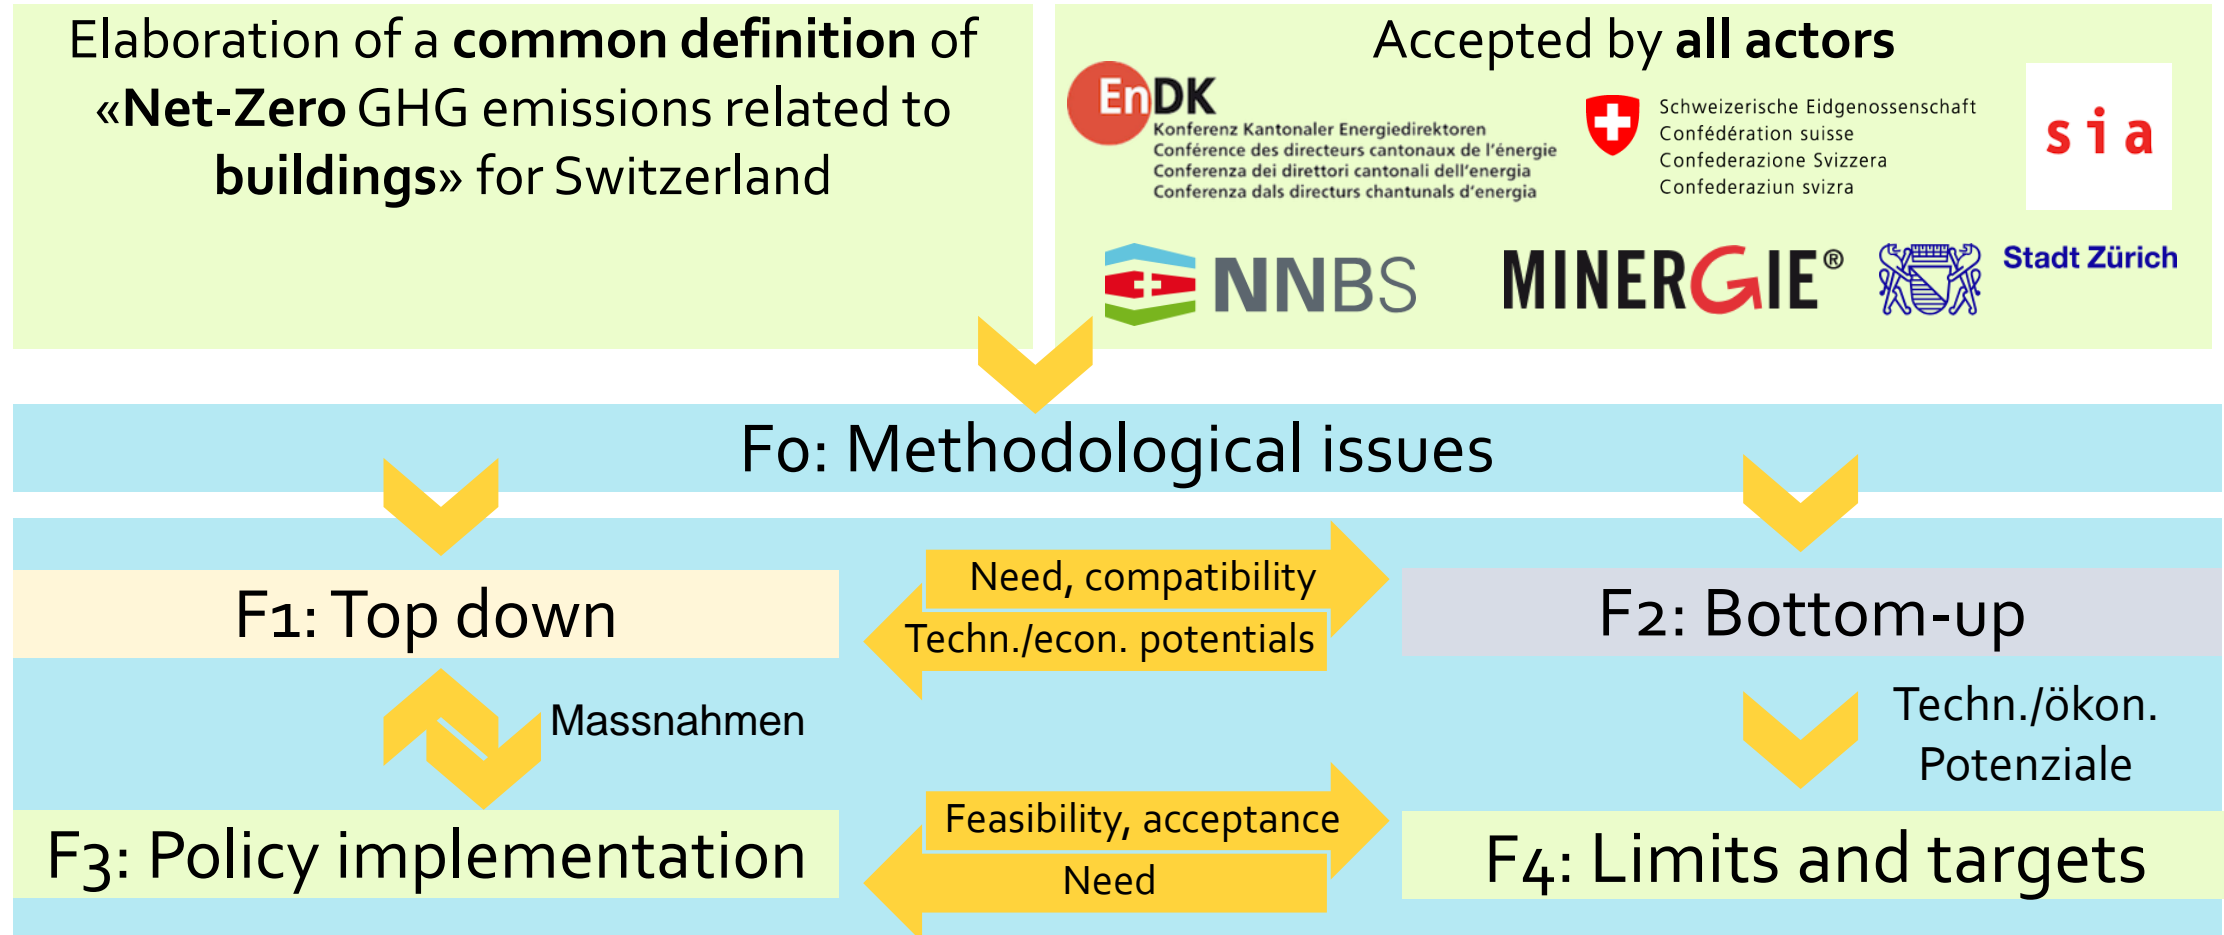 Elaboration of a common definition of
«Net-Zero GHG emissions related to
buildings» for Switzerland
Accepted by all actors
EnDK
Konferenz Kantonaler Energiedirektoren
Conférence des directeurs cantonaux de l'énergie
Conferenza dei direttori cantonali dell'energia
Conferenza dals directurs chantunals d'energia
Schweizerische Eidgenossenschaft
Confédération suisse
Confederazione Svizzera
Confederaziun svizra
sia
NNBS
MINERGIE®
Stadt Zürich
F0: Methodological issues
F1: Top down
Need, compatibility
Techn./econ. potentials
F2: Bottom-up
Massnahmen
Techn./ökon.
Potenziale
F3: Policy implementation
Feasibility, acceptance
Need
F4: Limits and targets